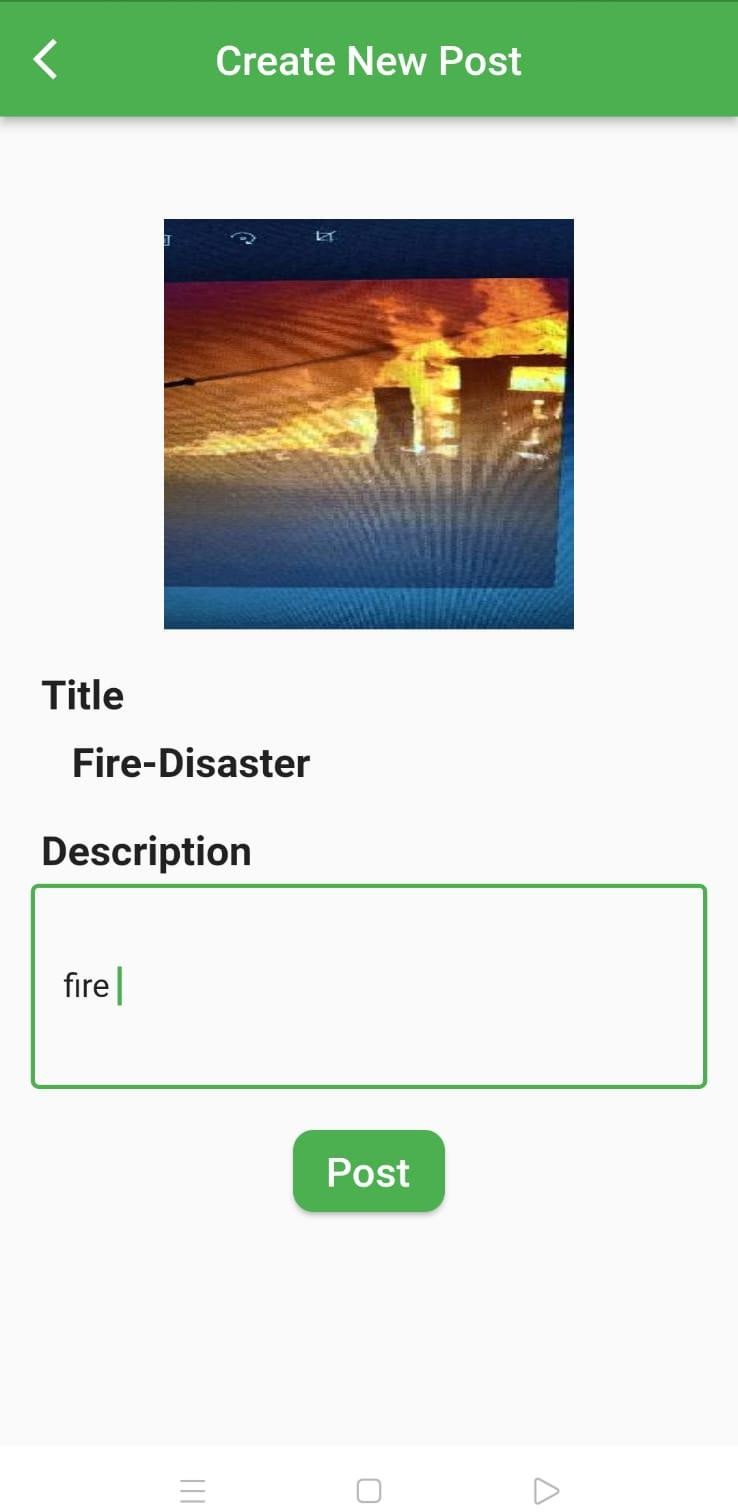 Create New Post
Title
Fire-Disaster
Description
fire
Post